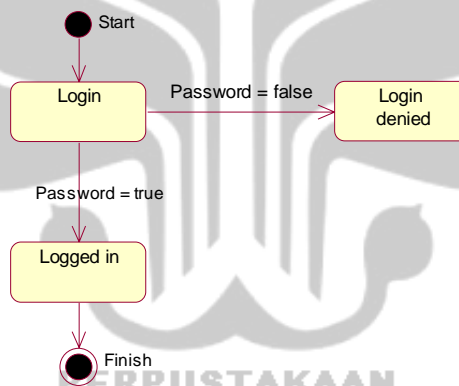 Start
Login
Password = false
Login
denied
Password = true
Logged in
Finish
PERPUSTAKAAN